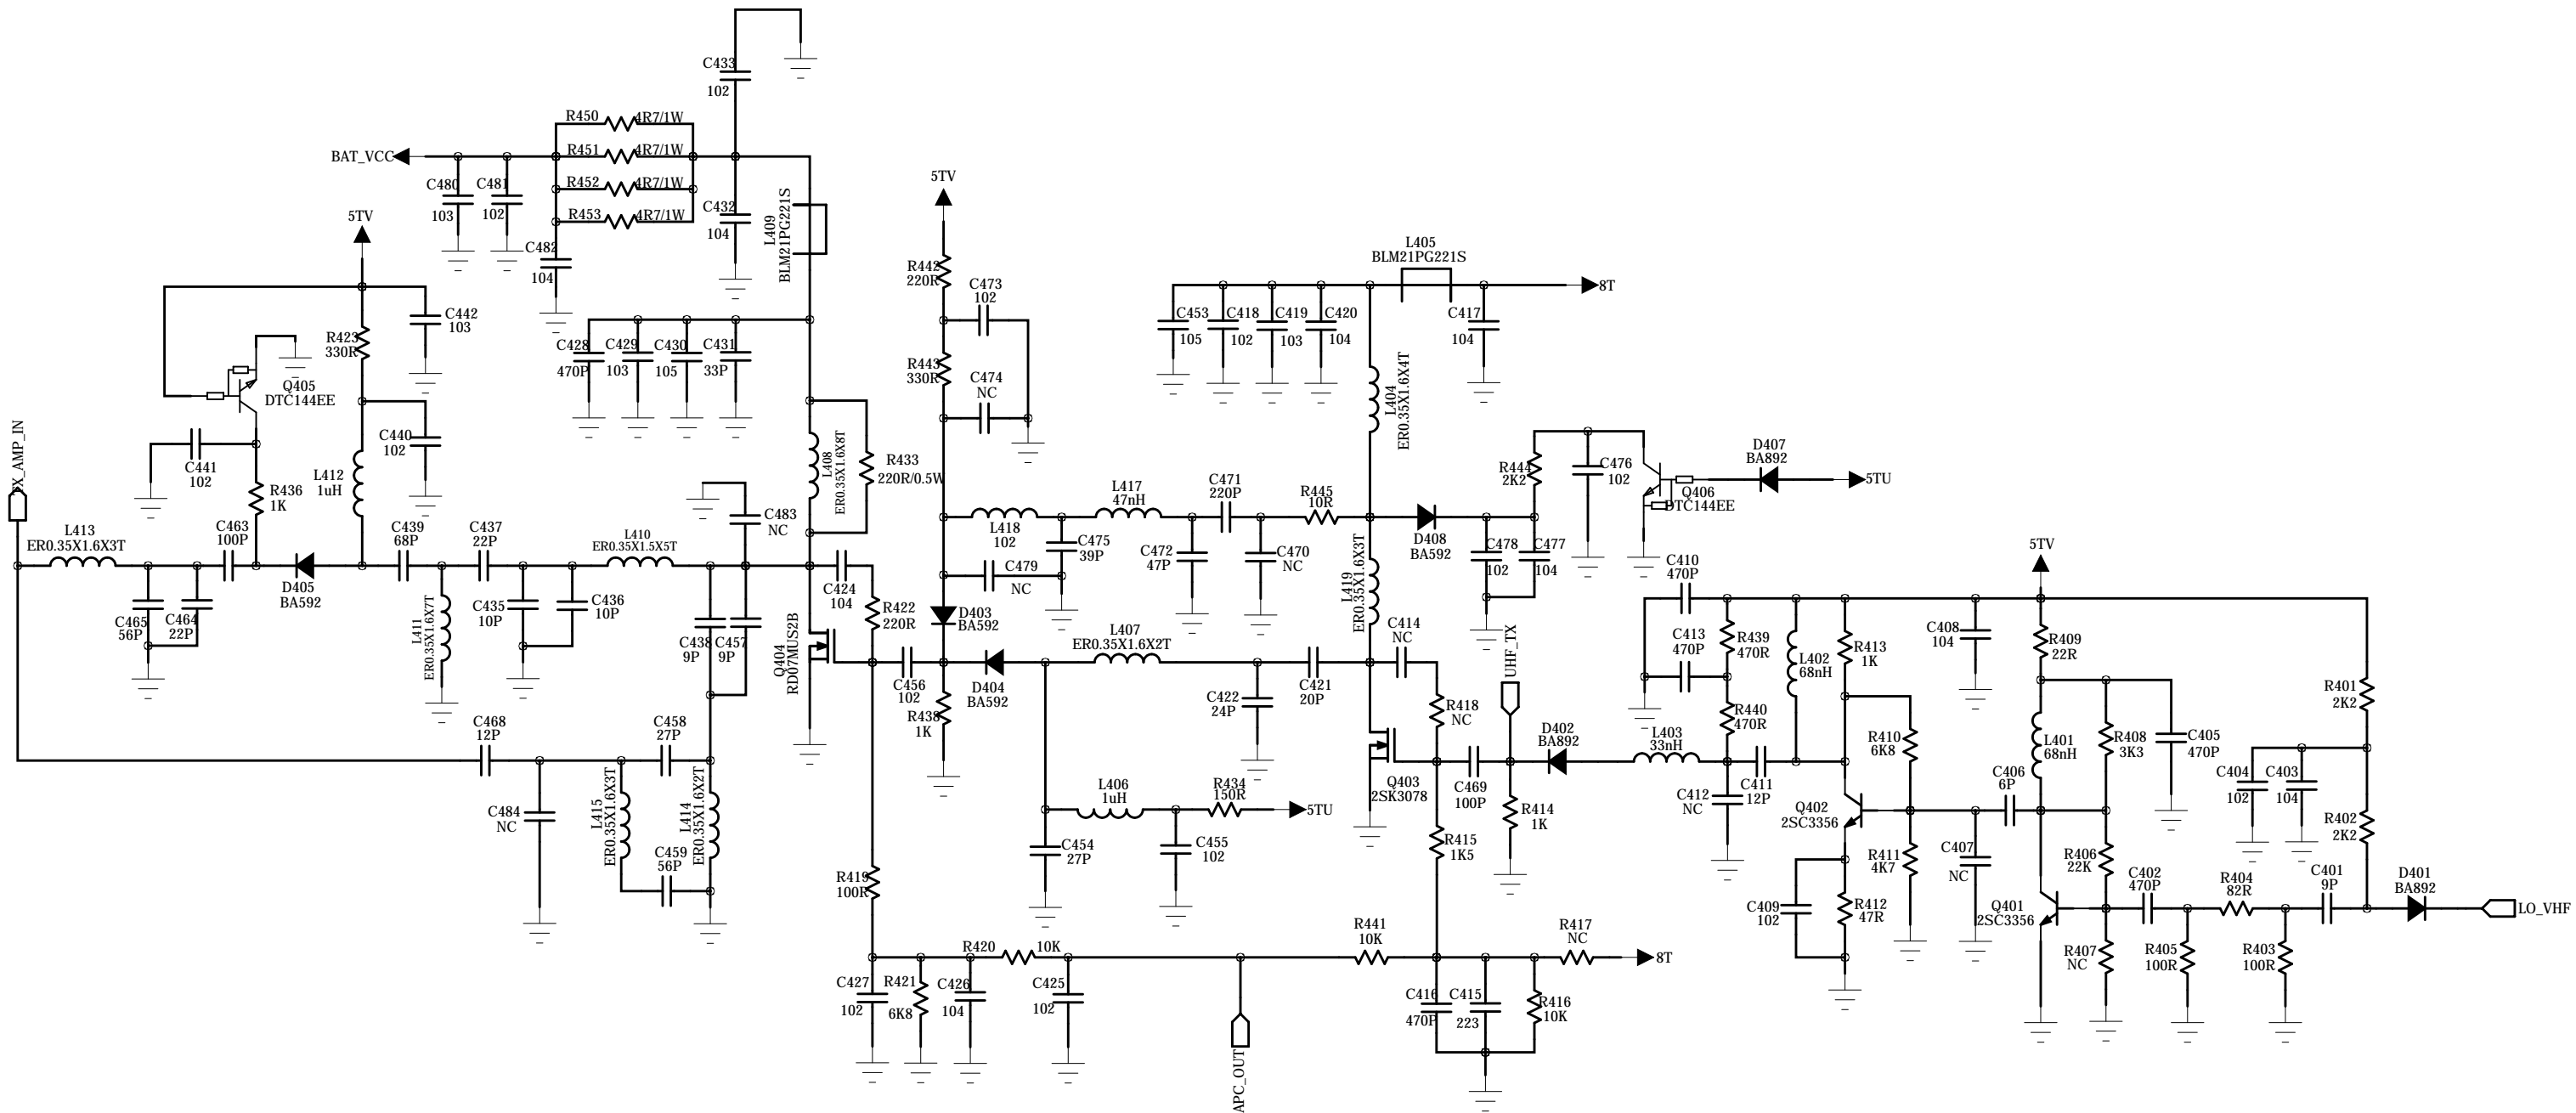 C433
102
R450 4R7/1W
BAT_VCC
R451 4R7/1W
C480
103
C481
102
R452 4R7/1W
R453 4R7/1W
C432
104
C482
104
L409
BLM21PG221S
5TV
5TV
R442
220R
C473
102
L405
BLM21PG221S
8T
C442
103
R423
330R
C428
470P
C429
103
C430
105
C431
33P
R443
330R
C474
NC
C453
105
C418
102
C419
103
C420
104
C417
104
L404
ER0.35X1.6X4T
Q405
DTC144EE
C440
102
C441
102
L412
1uH
R436
1K
TX_AMP_IN
L408
ER0.35X1.6X8T
R433
220R/0.5W
C483
NC
L418
102
L417
47nH
C471
220P
R445
10R
R444
2K2
C476
102
D407
BA892
5TU
Q406
DTC144EE
L413
ER0.35X1.6X3T
C463
100P
D405
BA592
C439
68P
C437
22P
L410
ER0.35X1.5X5T
C424
104
C475
39P
C479
NC
C472
47P
C470
NC
L419
ER0.35X1.6X3T
D408
BA592
C478
102
C477
104
C410
470P
5TV
C465
56P
C464
22P
L411
ER0.35X1.6X7T
C435
10P
C436
10P
C438
9P
C457
9P
Q404
RD07MUS2B
R422
220R
D403
BA592
L407
ER0.35X1.6X2T
C414
NC
UHF_TX
C413
470P
R439
470R
L402
68nH
R413
1K
C408
104
R409
22R
C456
102
D404
BA592
R438
1K
C422
24P
C421
20P
R418
NC
R440
470R
R401
2K2
C468
12P
C458
27P
D402
BA892
L403
33nH
R410
6K8
L401
68nH
R408
3K3
C405
470P
C404
102
C403
104
L415
ER0.35X1.6X3T
L414
ER0.35X1.6X2T
C484
NC
C459
56P
L406
1uH
R434
150R
5TU
C454
27P
C455
102
Q403
2SK3078
C469
100P
R414
1K
C412
NC
C411
12P
Q402
2SC3356
C406
6P
R402
2K2
R415
1K5
R411
4K7
C407
NC
R406
22K
R419
100R
C402
470P
R404
82R
C401
9P
D401
BA892
LO_VHF
C409
102
R412
47R
Q401
2SC3356
R407
NC
R405
100R
R403
100R
R420 10K
R441
10K
R417
NC
8T
C427
102
R421
6K8
C426
104
C425
102
APC_OUT
C416
470P
C415
223
R416
10K